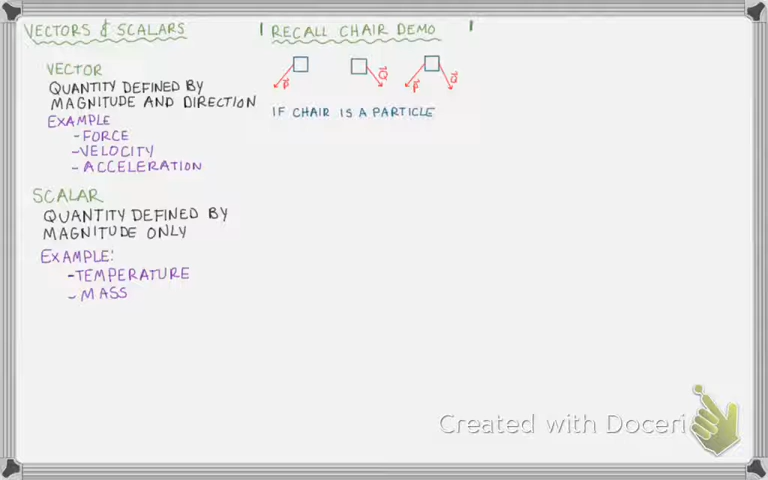 VECTORS & SCALARS
VECTOR
QUANTITY DEFINED BY
MAGNITUDE AND DIRECTION
EXAMPLE
-FORCE
-VELOCITY
-ACCELERATION
SCALAR
QUANTITY DEFINED BY
MAGNITUDE ONLY
EXAMPLE:
-TEMPERATURE
-MASS
RECALL CHAIR DEMO
P Q P Q
IF CHAIR IS A PARTICLE
Created with Doceri